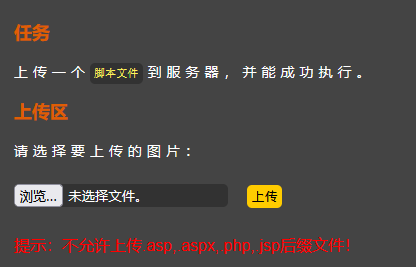 任务
上传一个 脚本文件 到服务器，并能成功执行。
上传区
请选择要上传的图片：
浏览... 未选择文件。 上传
提示：不允许上传.asp,.aspx,.php,.jsp后缀文件！